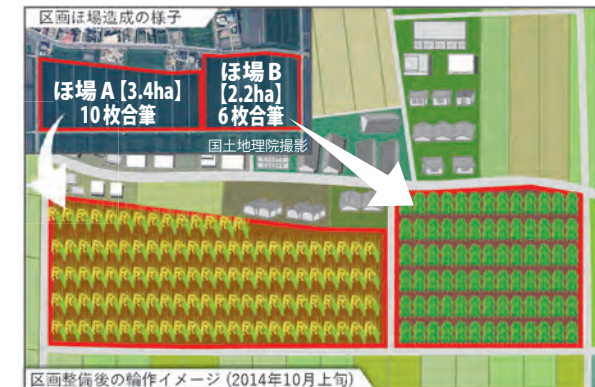 区画ほ場造成の様子
ほ場A【3.4ha】
10枚合筆
ほ場B
【2.2ha】
6枚合筆
国土地理院撮影
区画整備後の輪作イメージ (2014年10月上旬)